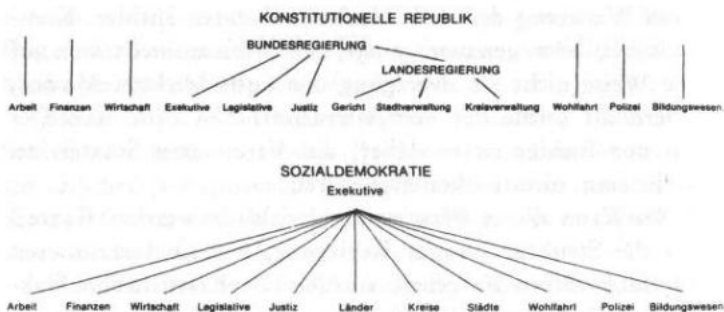 KONSTITUTIONELLE REPUBLIK
BUNDESREGIERUNG
LANDESREGIERUNG
Arbeit Finanzen Wirtschaft Exekutive Legislative Justiz Gericht Stadtverwaltung Kreisverwaltung Wohlfahrt Polizei Bildungswesen
SOZIALDEMOKRATIE
Exekutive
Arbeit Finanzen Wirtschaft Legislative Justiz Länder Kreise Städte Wohlfahrt Polizei Bildungswesen